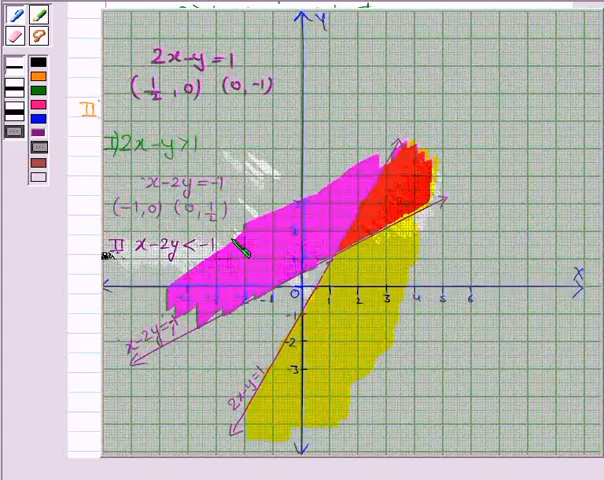 Y
2x-y=1
(1/2, 0) (0, -1)
II
I) 2x-y>1
x-2y=-1
(-1,0) (0, 1/2)
II x-2y<-1
X
0 1 2 3 4 5 6
-1
-2
-3
x-2y=-1
2x-y=1